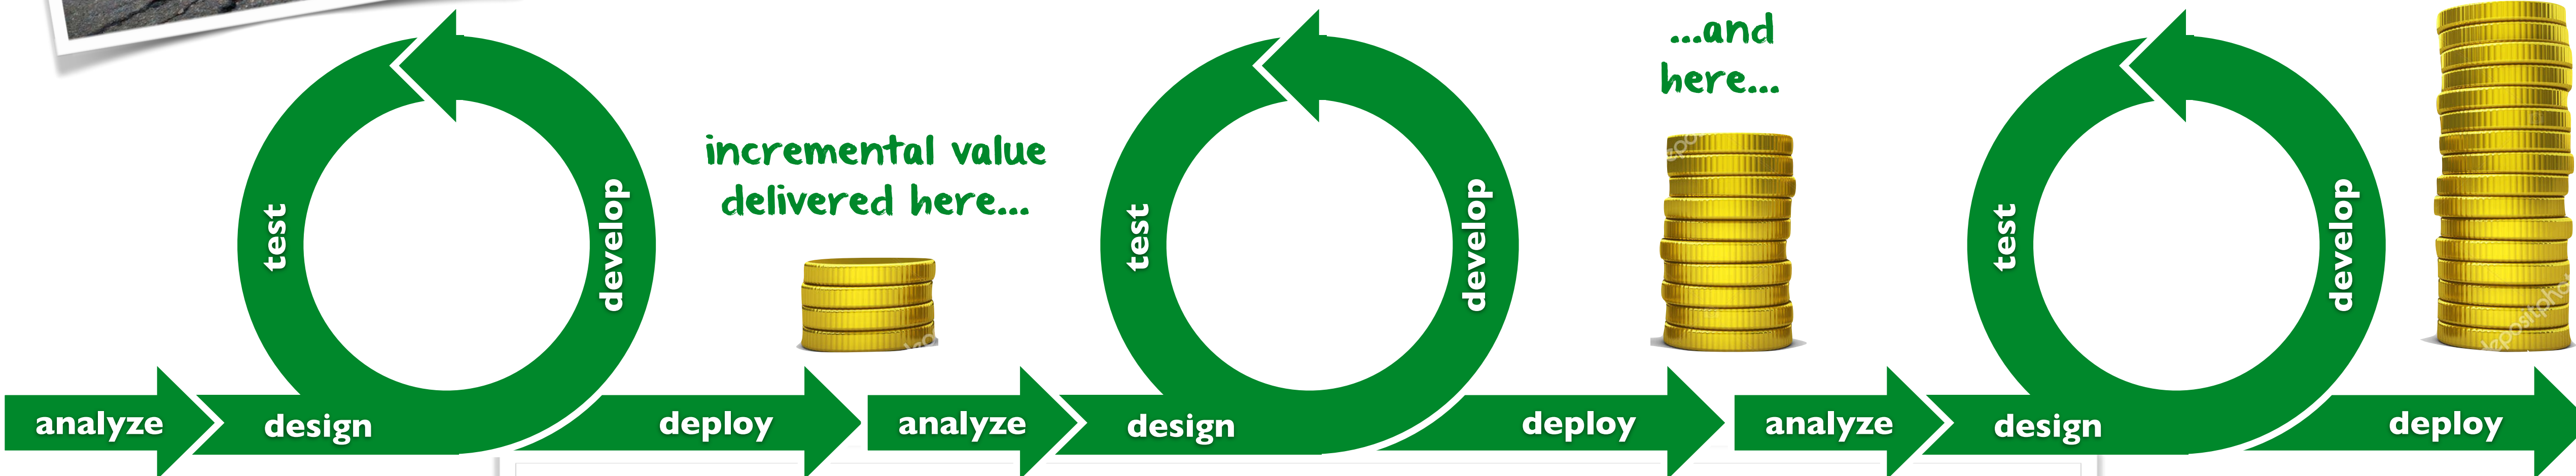 ...and
here...
incremental value
delivered here...
test
develop
test
develop
test
develop
analyze
design
deploy
analyze
design
deploy
analyze
design
deploy
depositphot